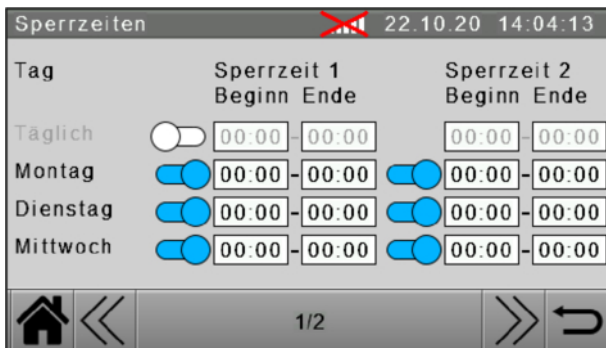 Sperrzeiten 22.10.20 14:04:13
Tag Sperrzeit 1 Sperrzeit 2
Beginn Ende Beginn Ende
Täglich 00:00 - 00:00 00:00 - 00:00
Montag 00:00 - 00:00 00:00 - 00:00
Dienstag 00:00 - 00:00 00:00 - 00:00
Mittwoch 00:00 - 00:00 00:00 - 00:00
1/2